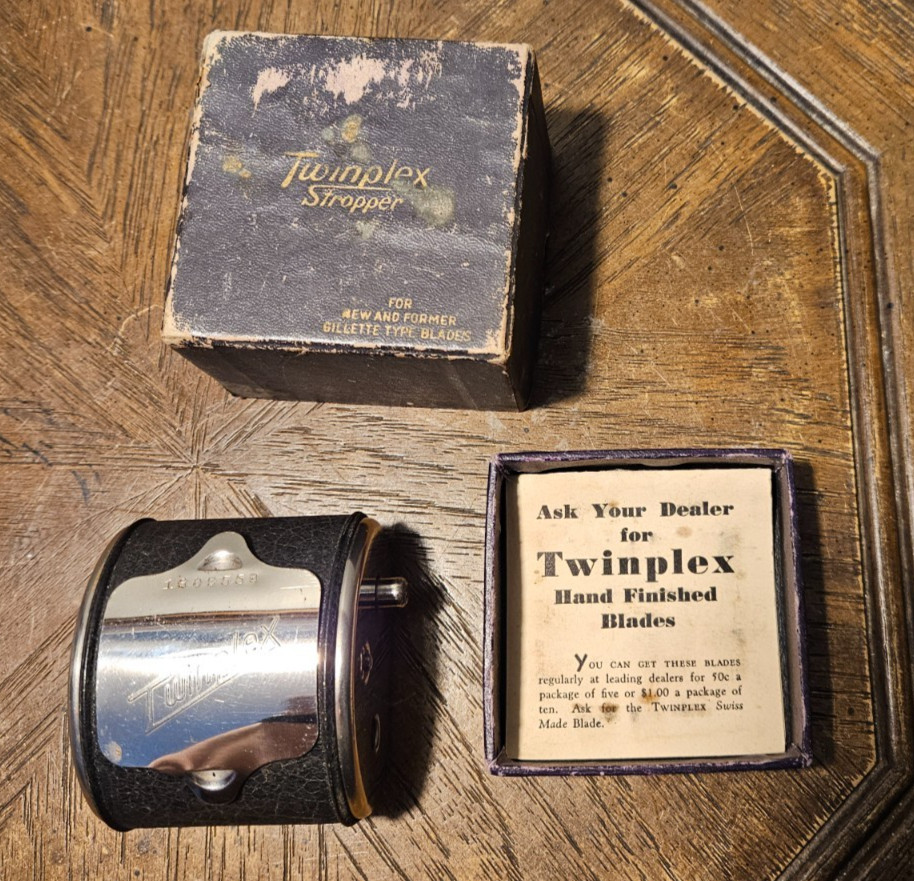 Twinplex
Stropper
FOR
NEW AND FORMER
GILLETTE TYPE BLADES
Twinplex
Ask Your Dealer
for
Twinplex
Hand Finished
Blades
YOU CAN GET THESE BLADES
regularly at leading dealers for 50c a
package of five or $1.00 a package of
ten. Ask for the TWINPLEX Swiss
Made Blade.